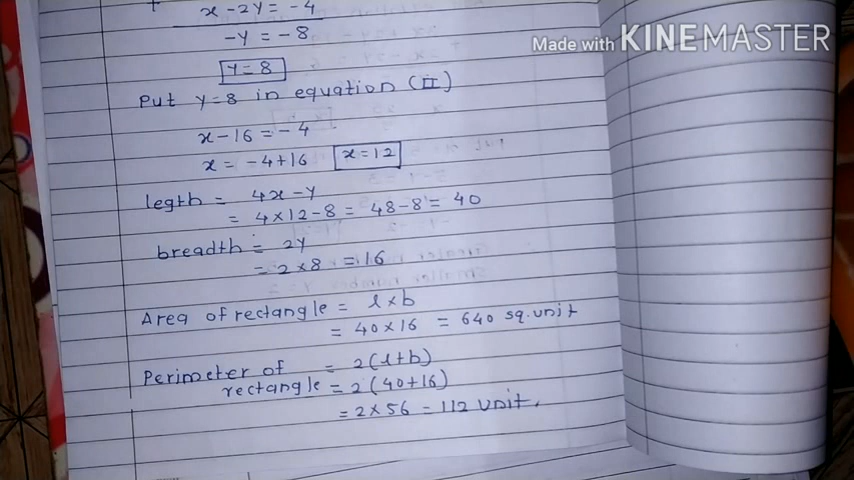 + x - 2y = -4
-y = -8
y = 8
Put y=8 in equation (II)
x - 16 = -4
x = -4+16 x=12
legth = 4x - y
= 4×12-8 = 48-8 = 40
breadth = 2y
= 2×8 = 16
Area of rectangle = l×b
= 40×16 = 640 sq.unit
Perimeter of = 2(l+b)
rectangle = 2(40+16)
= 2×56 = 112 unit.
Made with KINEMASTER